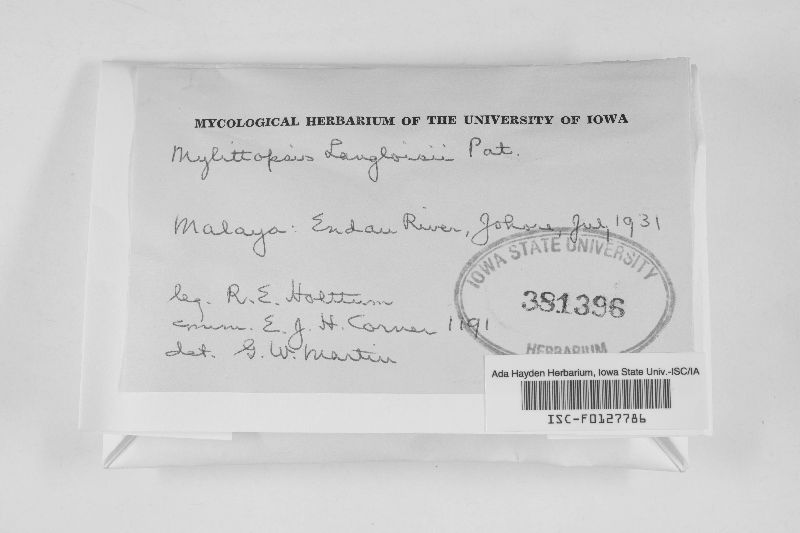 MYCOLOGICAL HERBARIUM OF THE UNIVERSITY OF IOWA
Mylittopsis Langloisii Pat.
Malaya: Endau River, Johore, July 1931
leg. R. E. Holttum
comm. E. J. H. Corner 1191
det. G. W. Martin
IOWA STATE UNIVERSITY
381396
HERBARIUM
Ada Hayden Herbarium, Iowa State Univ.-ISC/IA
ISC-F0127786